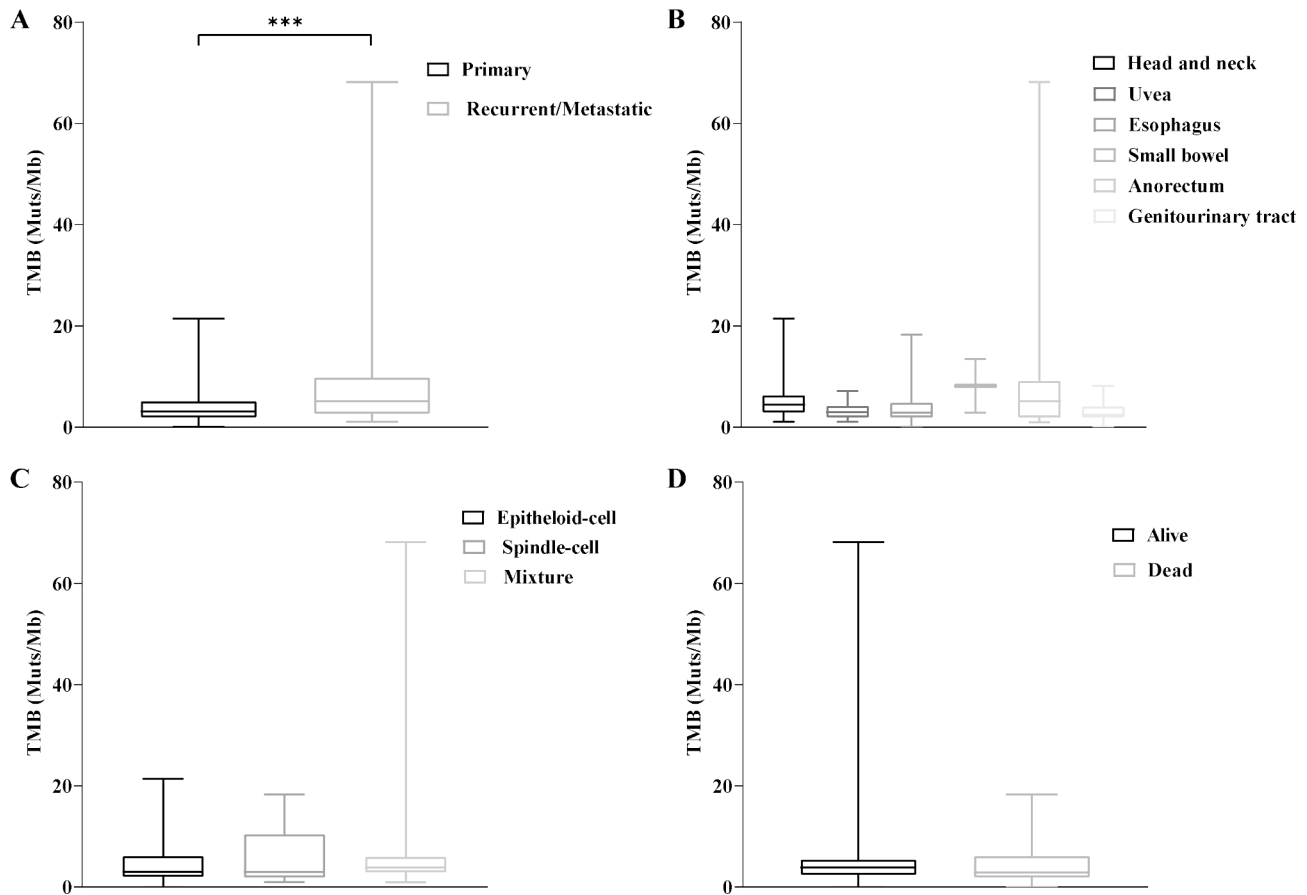 A
TMB (Muts/Mb)
80
60
40
20
0
***
Primary
Recurrent/Metastatic
B
TMB (Muts/Mb)
80
60
40
20
0
Head and neck
Uvea
Esophagus
Small bowel
Anorectum
Genitourinary tract
C
TMB (Muts/Mb)
80
60
40
20
0
Epitheloid-cell
Spindle-cell
Mixture
D
TMB (Muts/Mb)
80
60
40
20
0
Alive
Dead